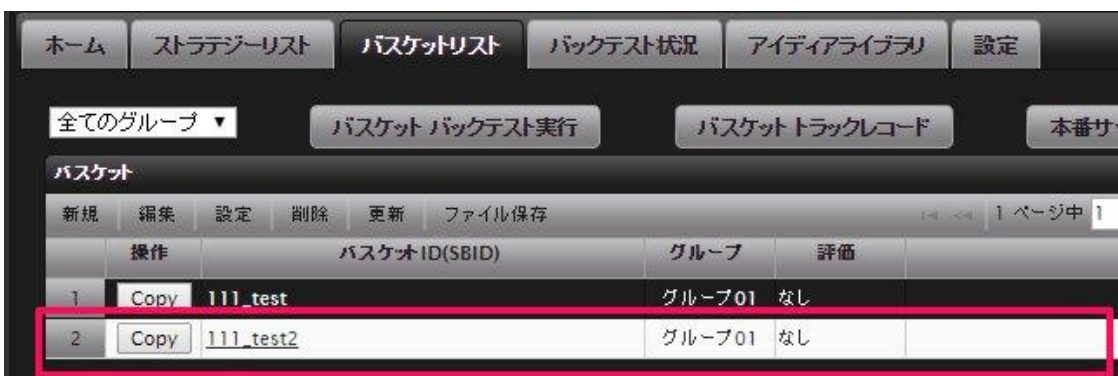 ホーム ストラテジーリスト バスケットリスト バックテスト状況 アイディアライブラリ 設定
全てのグループ ▼ バスケット バックテスト実行 バスケット トラックレコード 本番サ
バスケット
新規 編集 設定 削除 更新 ファイル保存 1 ページ中 1
操作 バスケットID(SBID) グループ 評価
1 Copy 111_test グループ01 なし
2 Copy 111_test2 グループ01 なし